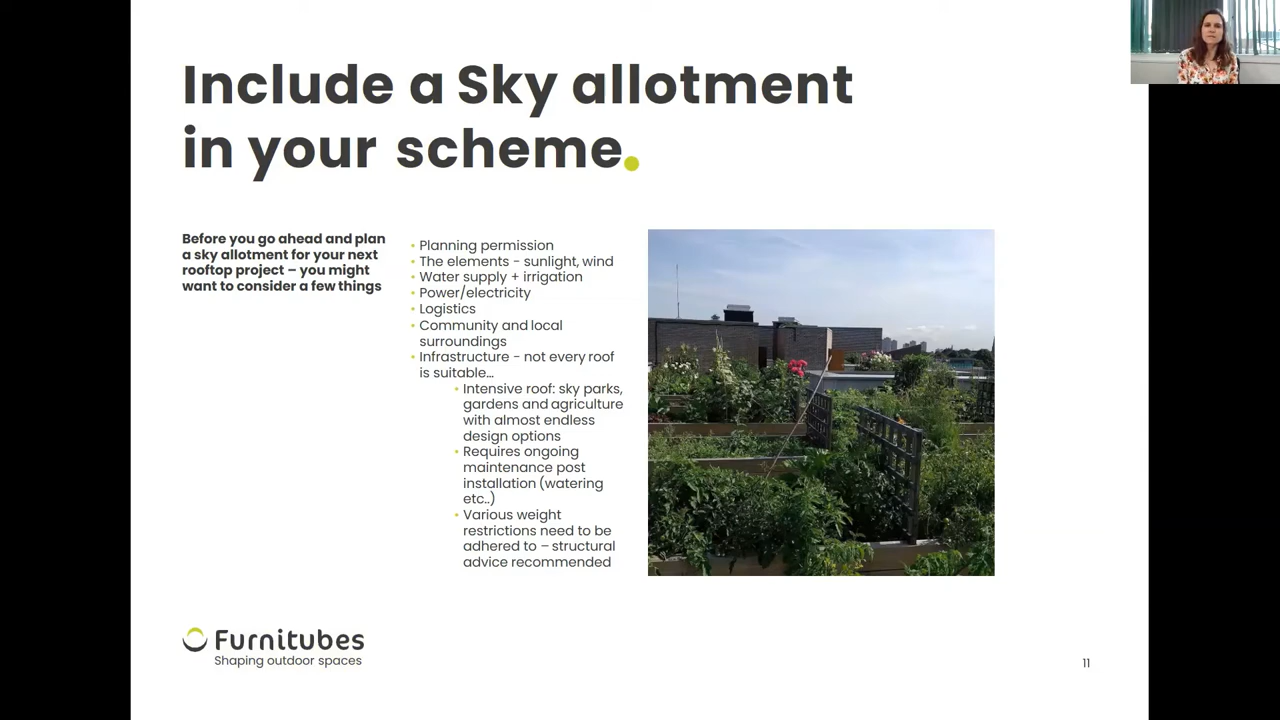 Include a Sky allotment
in your scheme.
Before you go ahead and plan
a sky allotment for your next
rooftop project – you might
want to consider a few things
• Planning permission
• The elements - sunlight, wind
• Water supply + irrigation
• Power/electricity
• Logistics
• Community and local
surroundings
• Infrastructure - not every roof
is suitable…
• Intensive roof: sky parks,
gardens and agriculture
with almost endless
design options
• Requires ongoing
maintenance post
installation (watering
etc..)
• Various weight
restrictions need to be
adhered to – structural
advice recommended
Furnitubes
Shaping outdoor spaces
11